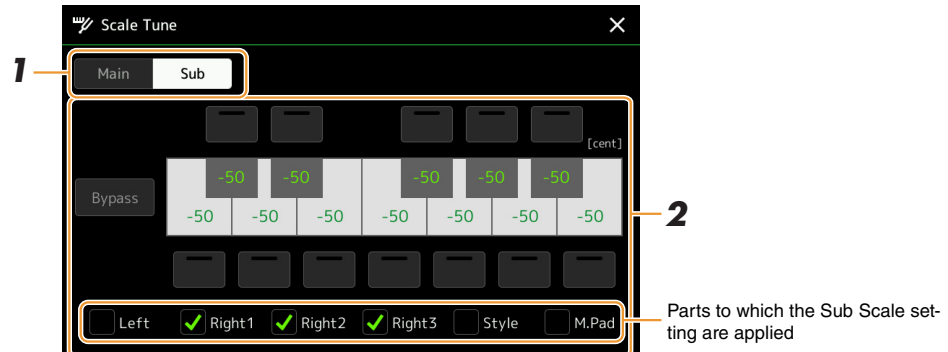 Scale Tune
1
Main Sub
[cent]
-50 -50 -50 -50 -50
Bypass
-50 -50 -50 -50 -50 -50 -50
2
Left Right1 Right2 Right3 Style M.Pad
Parts to which the Sub Scale set-
ting are applied